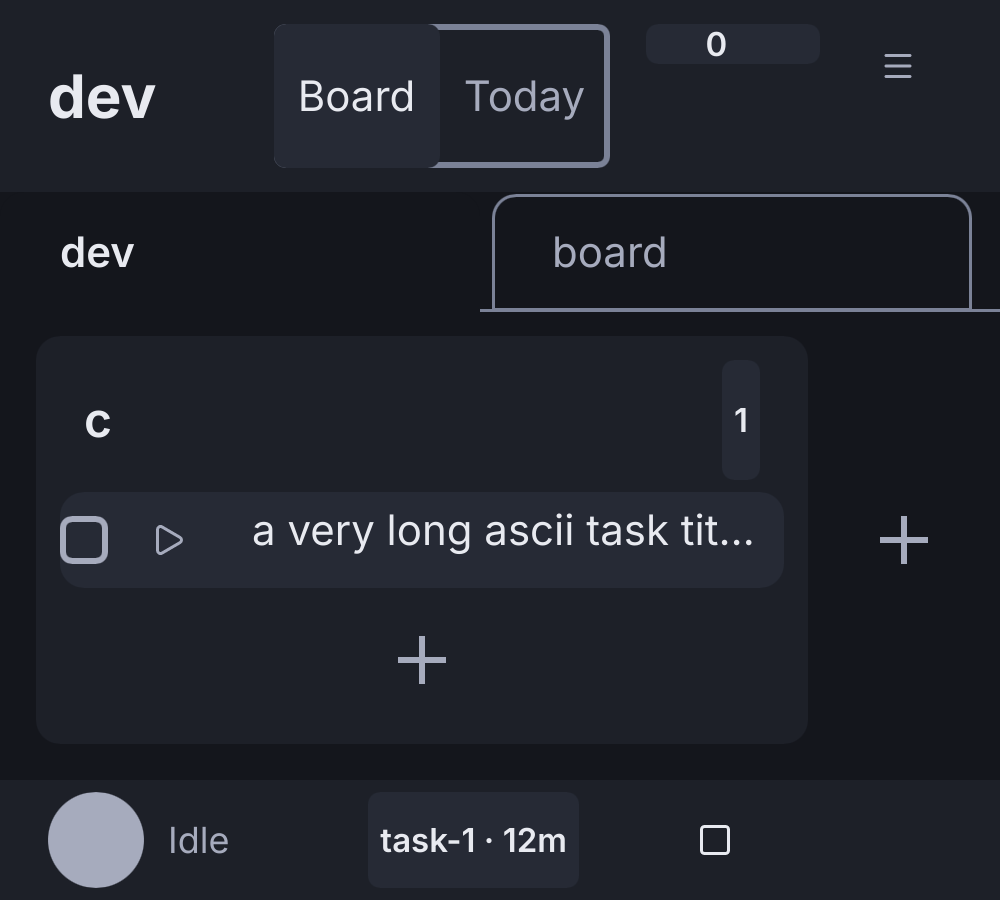 dev
Board Today
0
dev
board
c
1
a very long ascii task tit...
Idle
task-1 · 12m